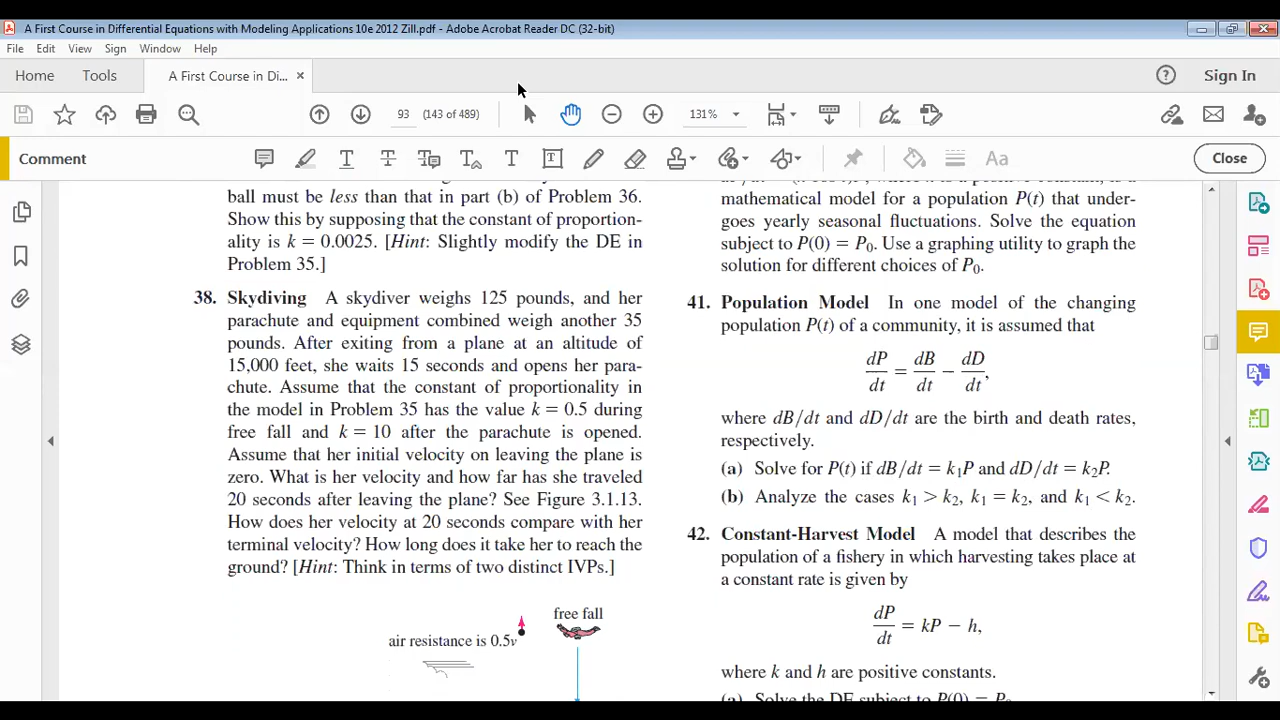 A First Course in Differential Equations with Modeling Applications 10e 2012 Zill.pdf - Adobe Acrobat Reader DC (32-bit)
File Edit View Sign Window Help
Home Tools A First Course in Di... × Sign In
93 (143 of 489) 131%
Comment Close
ball must be less than that in part (b) of Problem 36.
Show this by supposing that the constant of proportion-
ality is k = 0.0025. [Hint: Slightly modify the DE in
Problem 35.]
38. Skydiving A skydiver weighs 125 pounds, and her
parachute and equipment combined weigh another 35
pounds. After exiting from a plane at an altitude of
15,000 feet, she waits 15 seconds and opens her para-
chute. Assume that the constant of proportionality in
the model in Problem 35 has the value k = 0.5 during
free fall and k = 10 after the parachute is opened.
Assume that her initial velocity on leaving the plane is
zero. What is her velocity and how far has she traveled
20 seconds after leaving the plane? See Figure 3.1.13.
How does her velocity at 20 seconds compare with her
terminal velocity? How long does it take her to reach the
ground? [Hint: Think in terms of two distinct IVPs.]
free fall
air resistance is 0.5v
mathematical model for a population P(t) that under-
goes yearly seasonal fluctuations. Solve the equation
subject to P(0) = P₀. Use a graphing utility to graph the
solution for different choices of P₀.
41. Population Model In one model of the changing
population P(t) of a community, it is assumed that
dP/dt = dB/dt − dD/dt,
where dB/dt and dD/dt are the birth and death rates,
respectively.
(a) Solve for P(t) if dB/dt = k₁P and dD/dt = k₂P.
(b) Analyze the cases k₁ > k₂, k₁ = k₂, and k₁ < k₂.
42. Constant-Harvest Model A model that describes the
population of a fishery in which harvesting takes place at
a constant rate is given by
dP/dt = kP − h,
where k and h are positive constants.
(a) Solve the DE subject to P(0) = P₀